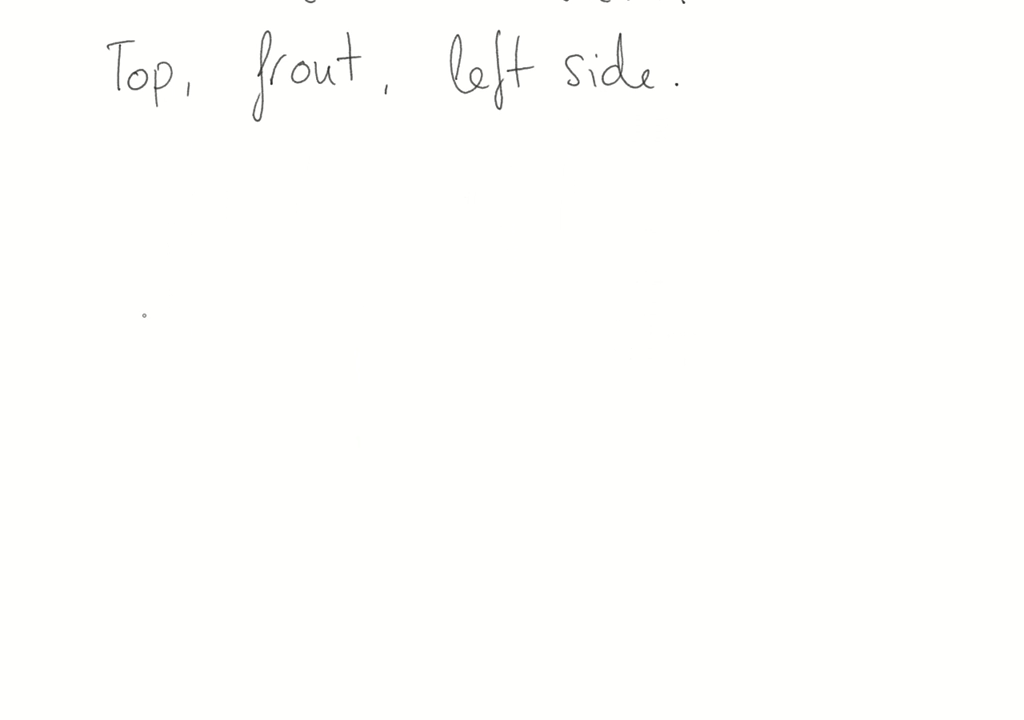 Top, front, left side.